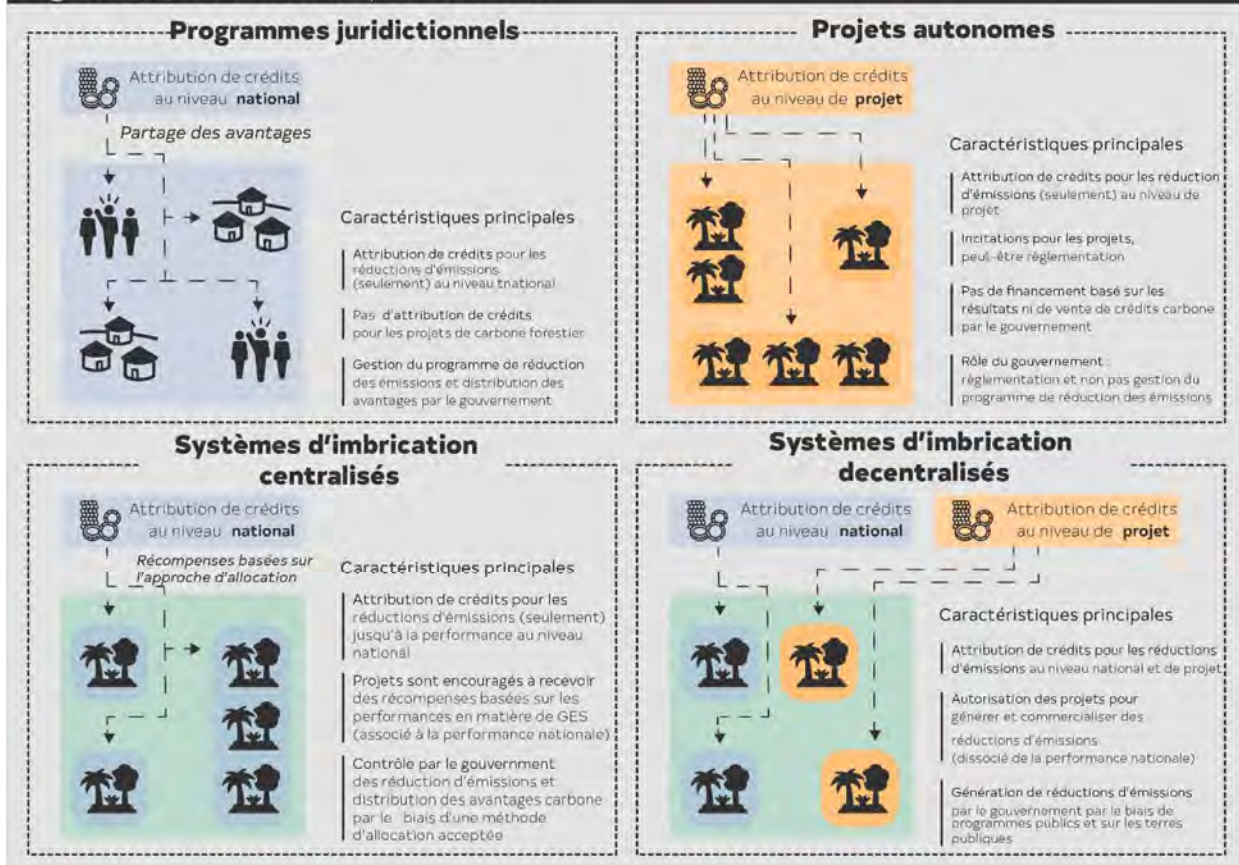 Programmes juridictionnels
Attribution de crédits
au niveau national
Partage des avantages
Caractéristiques principales
Attribution de crédits pour les
réductions d'émissions
(seulement) au niveau tnational
Pas d'attribution de crédits
pour les projets de carbone forestier
Gestion du programme de réduction
des émissions et distribution des
avantages par le gouvernement
Projets autonomes
Attribution de crédits
au niveau de projet
Caractéristiques principales
Attribution de crédits pour les réduction
d'émissions (seulement) au niveau de
projet
Incitations pour les projets,
peut-être règlementation
Pas de financement basé sur les
résultats ni de vente de crédits carbone
par le gouvernement
Rôle du gouvernement :
règlementation et non pas gestion du
programme de réduction des émissions
Systèmes d'imbrication
centralisés
Attribution de crédits
au niveau national
Récompenses basées sur
l'approche d'allocation
Caractéristiques principales
Attribution de crédits pour les
réductions d'émissions (seulement)
jusqu'à la performance au niveau
national
Projets sont encouragés à recevoir
des récompenses basées sur les
performances en matière de GES
(associé à la performance nationale)
Contrôle par le gouvernment
des réduction d'émissions et
distribution des avantages carbone
par le biais d'une méthode
d'allocation acceptée
Systèmes d'imbrication
decentralisés
Attribution de crédits
au niveau national
Attribution de crédits
au niveau de projet
Caractéristiques principales
Attribution de crédits pour les réductions
d'émissions au niveau national et de projet
Autorisation des projets pour
générer et commercialiser des
réductions d'émissions
(dissocié de la performance nationale)
Génération de réductions d'émissions
par le gouvernement par le biais de
programmes publics et sur les terres
publiques